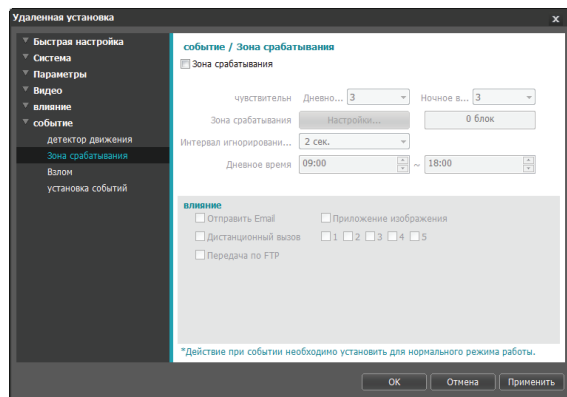 Удаленная установка x
Быстрая настройка
Система
Параметры
Видео
влияние
событие
детектор движения
Зона срабатывания
Взлом
установка событий
событие / Зона срабатывания
Зона срабатывания
чувствительн Дневно... 3 Ночное в... 3
Зона срабатывания Настройки... 0 блок
Интервал игнорировани... 2 сек.
Дневное время 09:00 ~ 18:00
влияние
Отправить Email Приложение изображения
Дистанционный вызов 1 2 3 4 5
Передача по FTP
*Действие при событии необходимо установить для нормального режима работы.
OK Отмена Применить